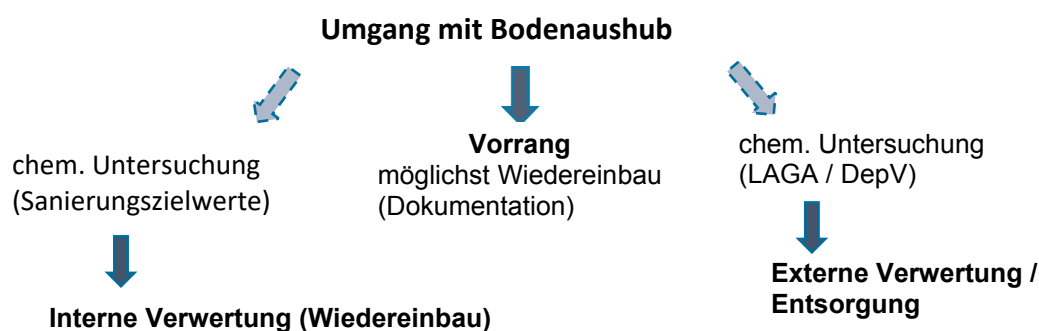 Umgang mit Bodenaushub
chem. Untersuchung
(Sanierungszielwerte)
Interne Verwertung (Wiedereinbau)
Vorrang
möglichst Wiedereinbau
(Dokumentation)
chem. Untersuchung
(LAGA / DepV)
Externe Verwertung /
Entsorgung